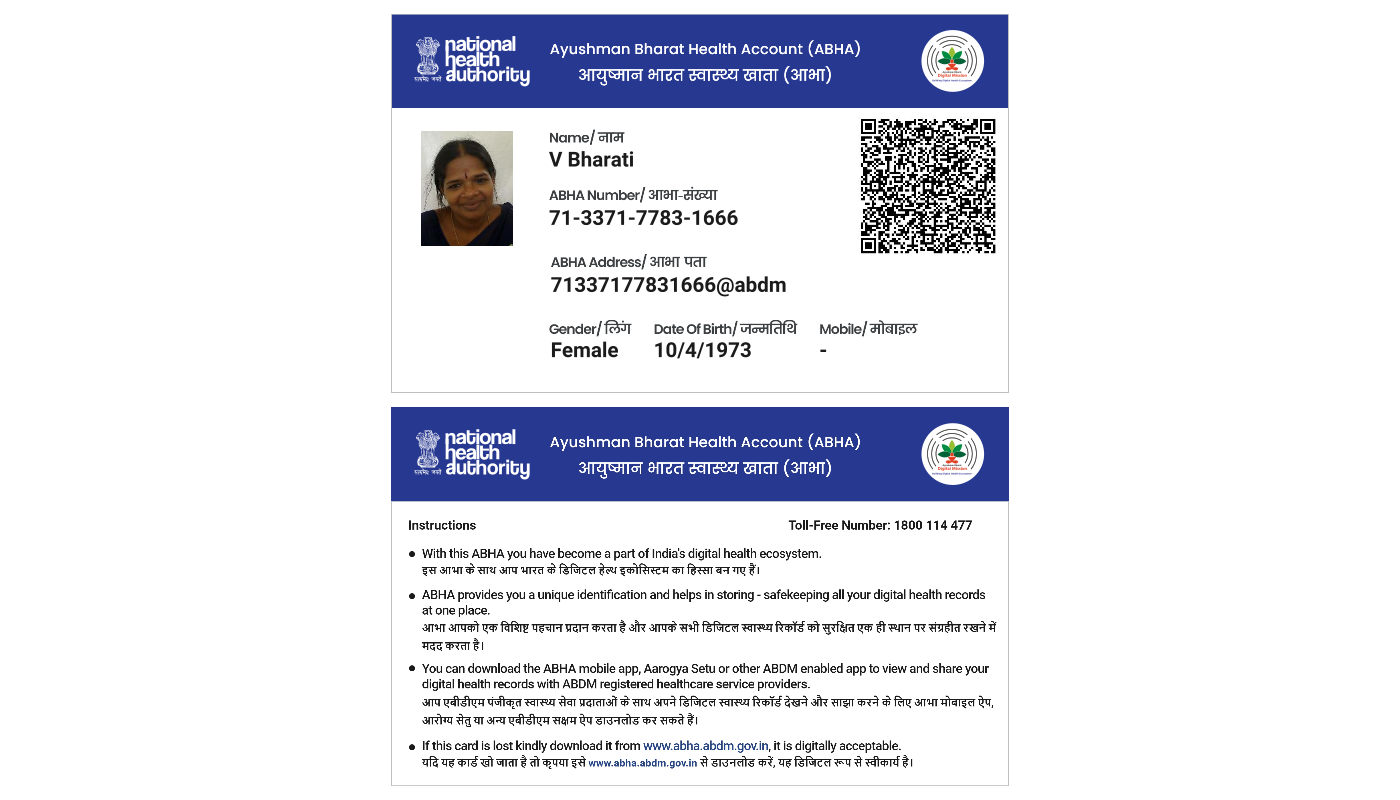 national
health
authority
सत्यमेव जयते
Ayushman Bharat Health Account (ABHA)
आयुष्मान भारत स्वास्थ्य खाता (आभा)
Digital Mission
Name/ नाम
V Bharati
ABHA Number/ आभा-संख्या
71-3371-7783-1666
ABHA Address/ आभा पता
71337177831666@abdm
Gender/ लिंग Date Of Birth/ जन्मतिथि Mobile/ मोबाइल
Female 10/4/1973 -
national
health
authority
सत्यमेव जयते
Ayushman Bharat Health Account (ABHA)
आयुष्मान भारत स्वास्थ्य खाता (आभा)
Digital Mission
Instructions Toll-Free Number: 1800 114 477
● With this ABHA you have become a part of India's digital health ecosystem.
इस आभा के साथ आप भारत के डिजिटल हेल्थ इकोसिस्टम का हिस्सा बन गए हैं।
● ABHA provides you a unique identification and helps in storing - safekeeping all your digital health records
at one place.
आभा आपको एक विशिष्ट पहचान प्रदान करता है और आपके सभी डिजिटल स्वास्थ्य रिकॉर्ड को सुरक्षित एक ही स्थान पर संग्रहीत रखने में
मदद करता है।
● You can download the ABHA mobile app, Aarogya Setu or other ABDM enabled app to view and share your
digital health records with ABDM registered healthcare service providers.
आप एबीडीएम पंजीकृत स्वास्थ्य सेवा प्रदाताओं के साथ अपने डिजिटल स्वास्थ्य रिकॉर्ड देखने और साझा करने के लिए आभा मोबाइल ऐप,
आरोग्य सेतु या अन्य एबीडीएम सक्षम ऐप डाउनलोड कर सकते हैं।
● If this card is lost kindly download it from www.abha.abdm.gov.in, it is digitally acceptable.
यदि यह कार्ड खो जाता है तो कृपया इसे www.abha.abdm.gov.in से डाउनलोड करें, यह डिजिटल रूप से स्वीकार्य है।